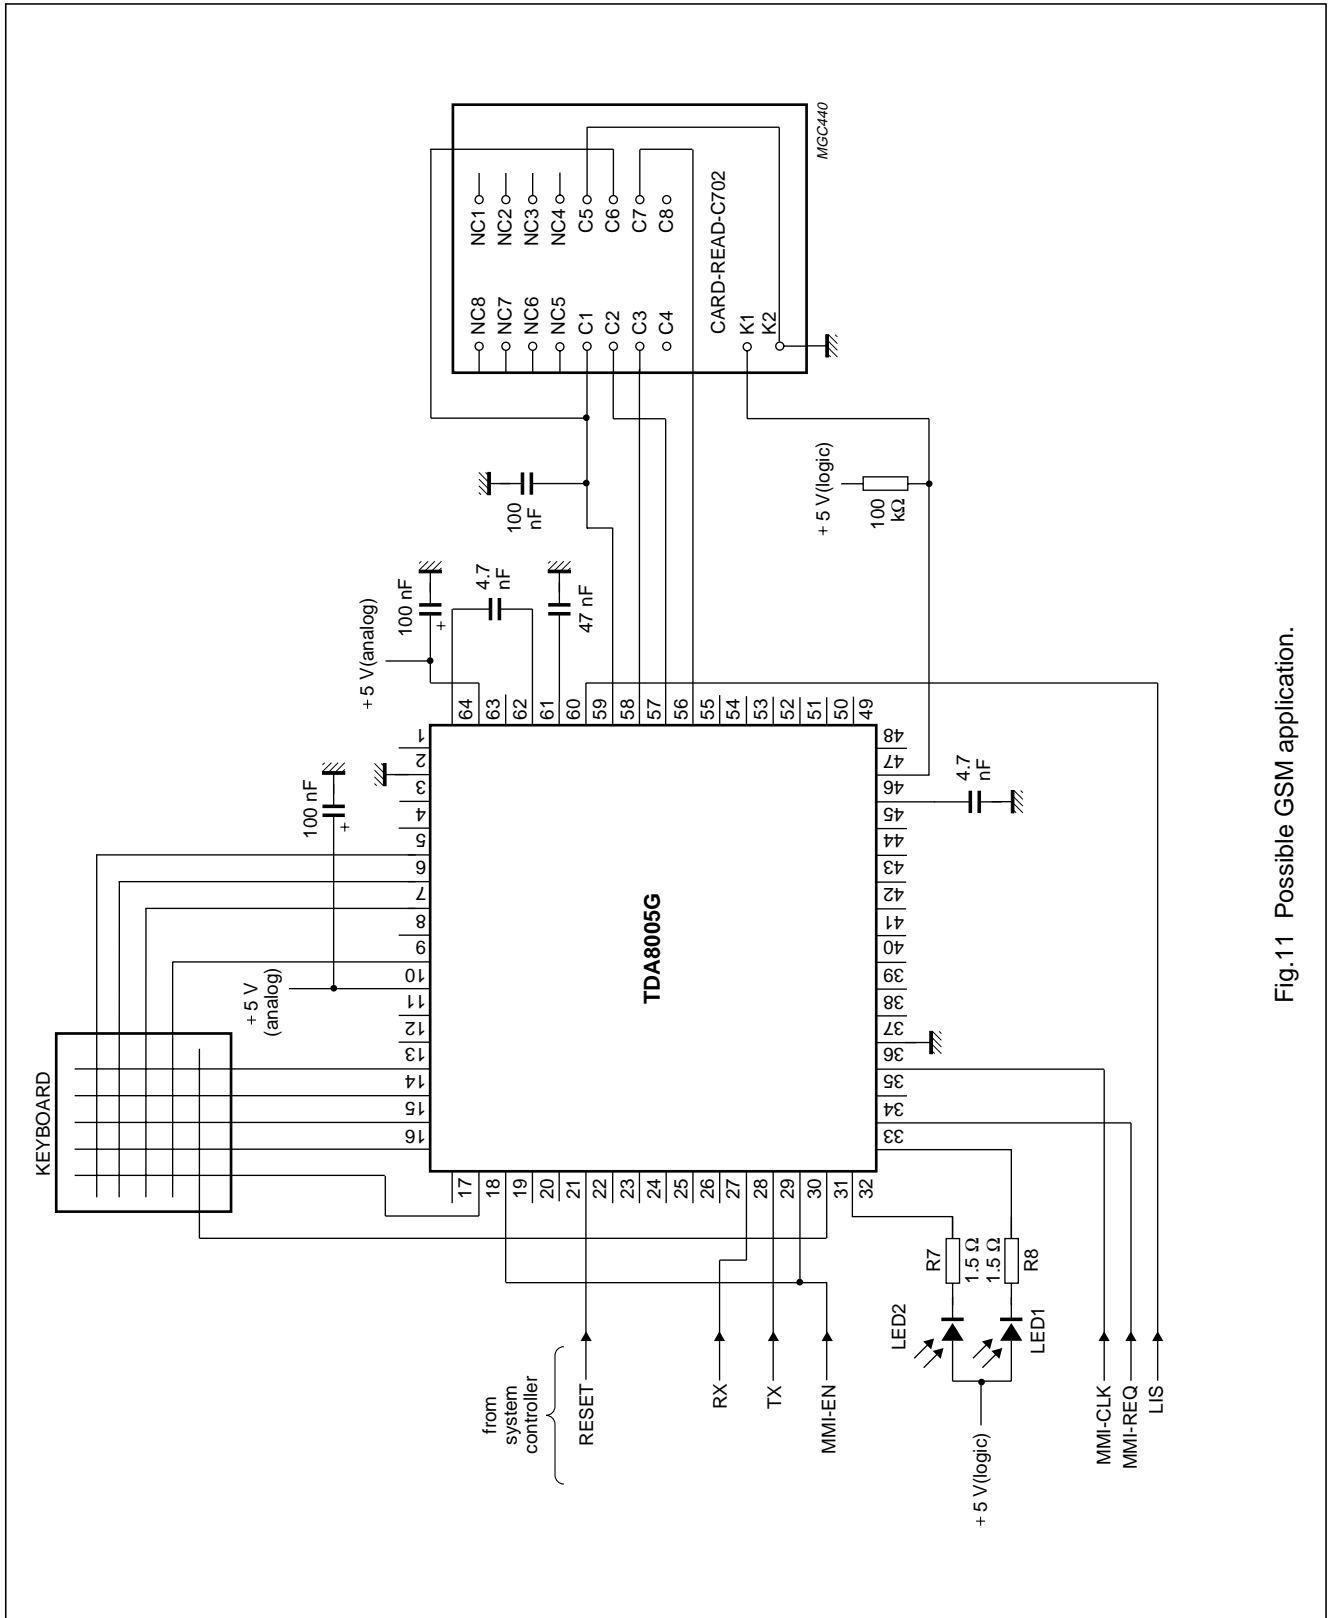 KEYBOARD
+ 5 V
(analog)
100 nF
+
+ 5 V(analog)
100 nF
+
4.7
nF
47 nF
100
nF
NC8
NC7
NC6
NC5
C1
C2
C3
C4
NC1
NC2
NC3
NC4
C5
C6
C7
C8
CARD-READ-C702
K1
K2
MGC440
TDA8005G
1
2
3
4
5
6
7
8
9
10
11
12
13
14
15
16
17
18
19
20
21
22
23
24
25
26
27
28
29
30
31
32
33
34
35
36
37
38
39
40
41
42
43
44
45
46
47
48
49
50
51
52
53
54
55
56
57
58
59
60
61
62
63
64
from
system
controller
RESET
RX
TX
MMI-EN
LED2
R7
1.5 Ω
1.5 Ω
R8
LED1
+ 5 V(logic)
MMI-CLK
MMI-REQ
LIS
4.7
nF
+ 5 V(logic)
100
kΩ
Fig.11 Possible GSM application.